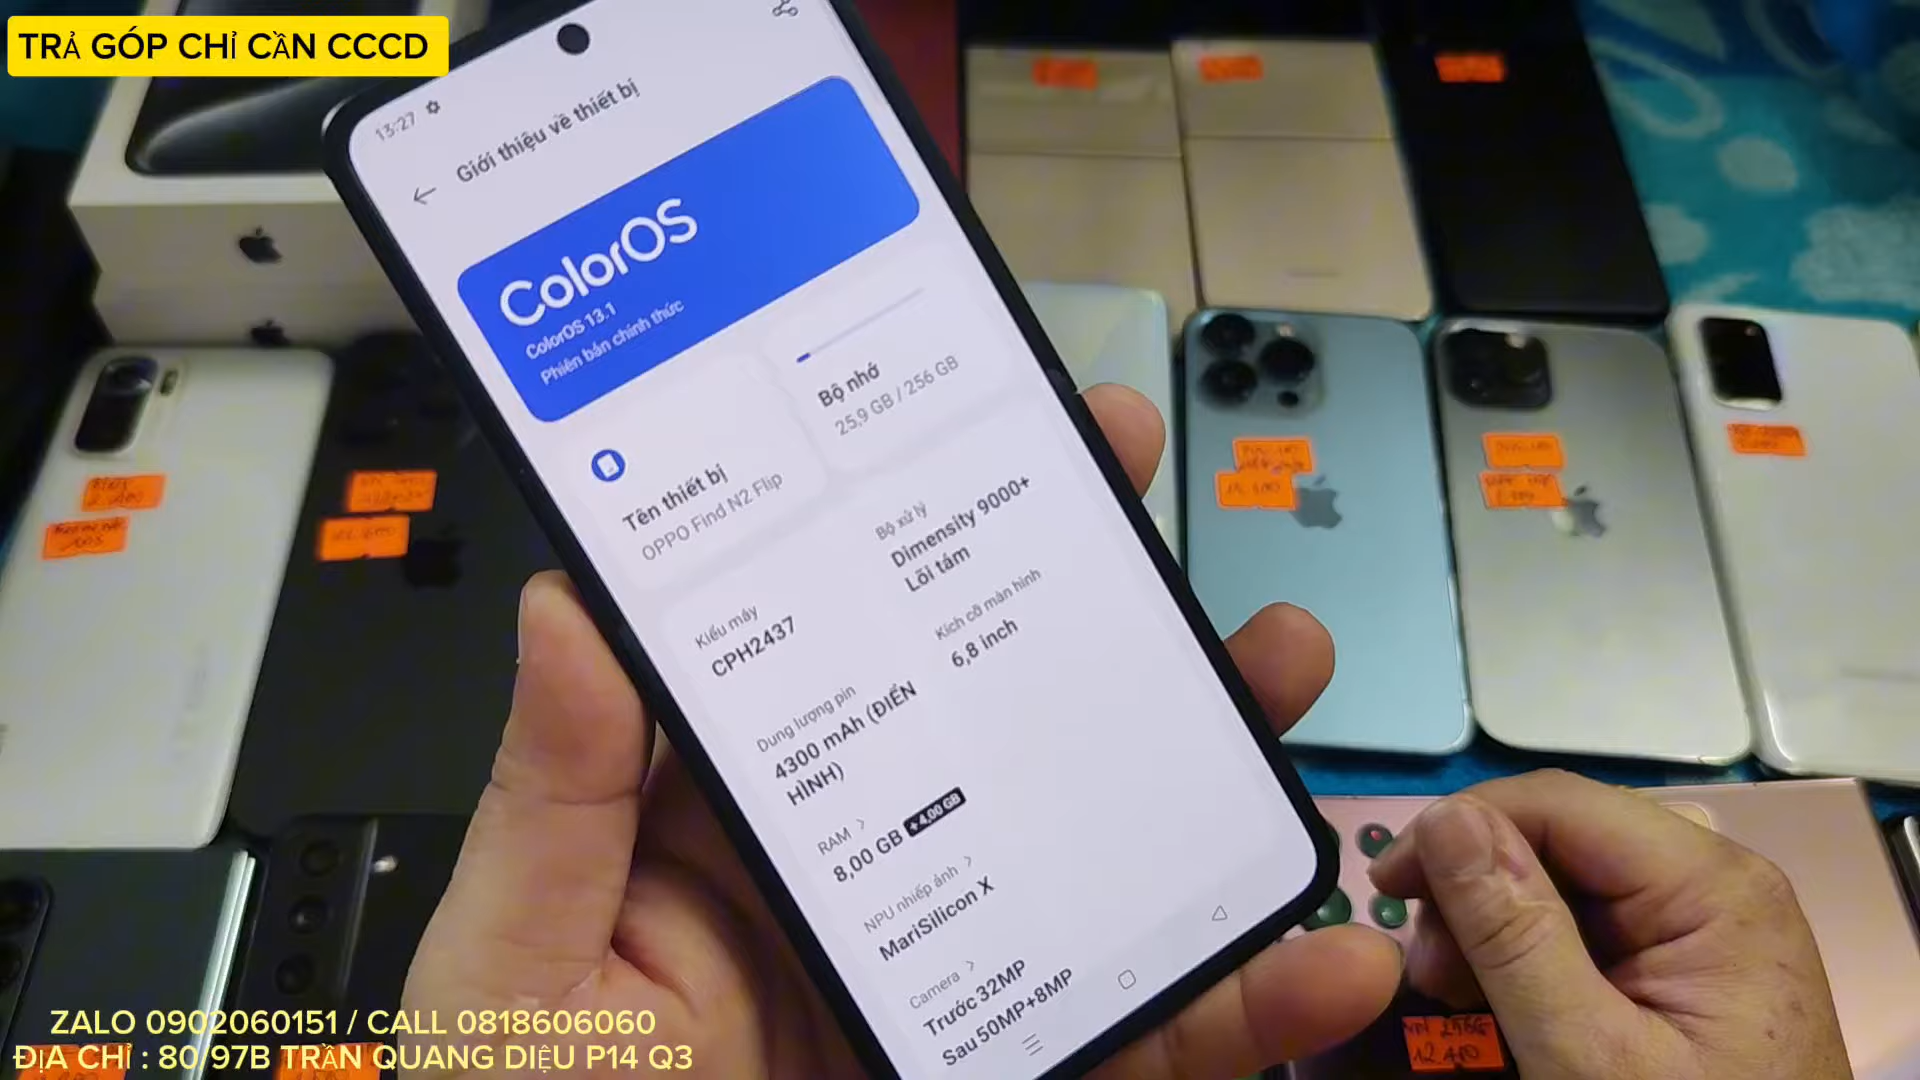 TRẢ GÓP CHỈ CẦN CCCD
13:27
Giới thiệu về thiết bị
ColorOS
ColorOS 13.1
Phiên bản chính thức
Bộ nhớ
25,9 GB / 256 GB
Tên thiết bị
OPPO Find N2 Flip
Bộ xử lý
Dimensity 9000+
Lõi tám
Kiểu máy
CPH2437
Kích cỡ màn hình
6,8 inch
Dung lượng pin
4300 mAh (ĐIỂN
HÌNH)
RAM
8,00 GB +4,00 GB
NPU nhiếp ảnh
MariSilicon X
Camera
Trước 32MP
Sau 50MP+8MP
12.400
ZALO 0902060151 / CALL 0818606060
ĐỊA CHỈ : 80/97B TRẦN QUANG DIỆU P14 Q3